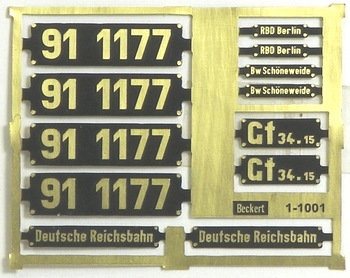 91 1177
91 1177
91 1177
91 1177
RBD Berlin
RBD Berlin
Bw Schöneweide
Bw Schöneweide
Gt 34.15
Gt 34.15
Beckert 1-1001
Deutsche Reichsbahn
Deutsche Reichsbahn